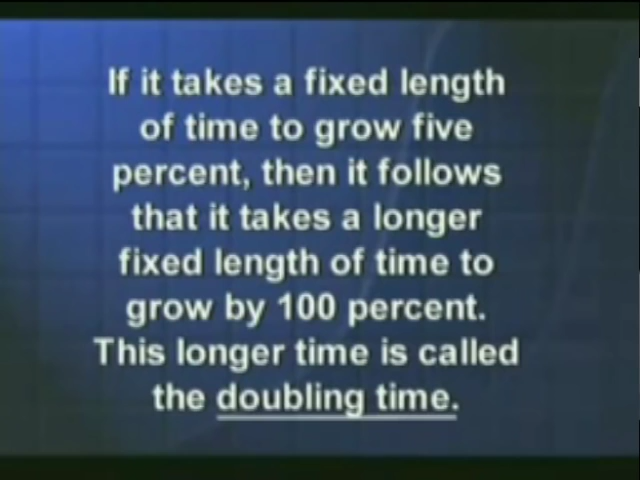 If it takes a fixed length
of time to grow five
percent, then it follows
that it takes a longer
fixed length of time to
grow by 100 percent.
This longer time is called
the doubling time.